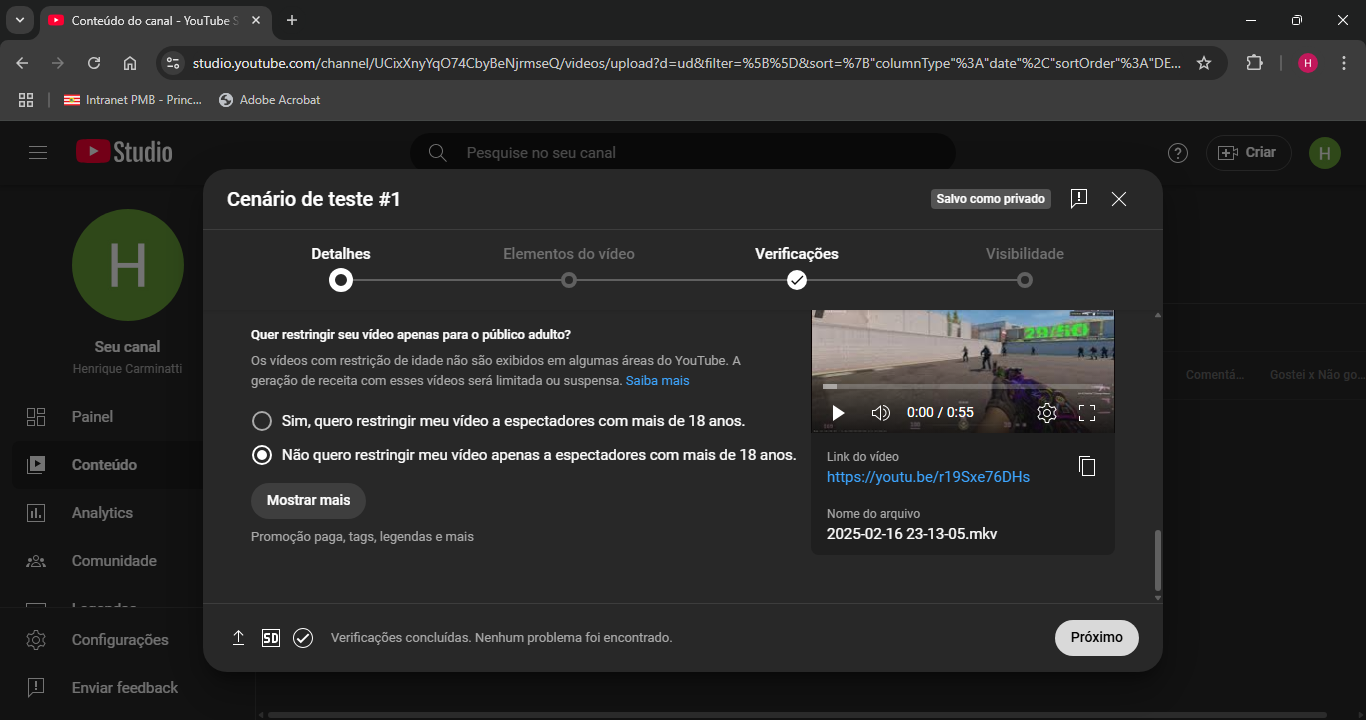 Conteúdo do canal - YouTube S
studio.youtube.com/channel/UCixXnyYqO74CbyBeNjrmseQ/videos/upload?d=ud&filter=%5B%5D&sort=%7B"columnType"%3A"date"%2C"sortOrder"%3A"DE...
H
Intranet PMB - Princ...
Adobe Acrobat
Studio
Pesquise no seu canal
Criar
H
H
Seu canal
Henrique Carminatti
Painel
Conteúdo
Analytics
Comunidade
Configurações
Enviar feedback
Comentá...
Gostei x Não go...
Cenário de teste #1
Salvo como privado
Detalhes
Elementos do vídeo
Verificações
Visibilidade
Quer restringir seu vídeo apenas para o público adulto?
Os vídeos com restrição de idade não são exibidos em algumas áreas do YouTube. A
geração de receita com esses vídeos será limitada ou suspensa. Saiba mais
Sim, quero restringir meu vídeo a espectadores com mais de 18 anos.
Não quero restringir meu vídeo apenas a espectadores com mais de 18 anos.
Mostrar mais
Promoção paga, tags, legendas e mais
0:00 / 0:55
Link do vídeo
https://youtu.be/r19Sxe76DHs
Nome do arquivo
2025-02-16 23-13-05.mkv
SD
Verificações concluídas. Nenhum problema foi encontrado.
Próximo